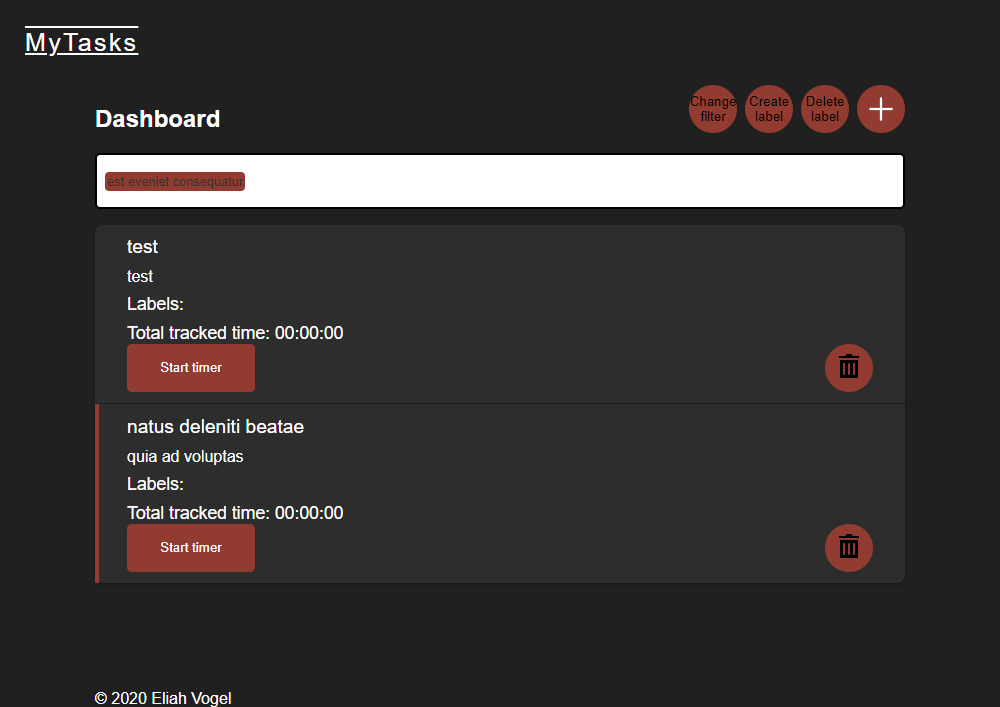 MyTasks
Dashboard
Change
filter
Create
label
Delete
label
est eveniet consequatur
test
test
Labels:
Total tracked time: 00:00:00
Start timer
natus deleniti beatae
quia ad voluptas
Labels:
Total tracked time: 00:00:00
Start timer
© 2020 Eliah Vogel